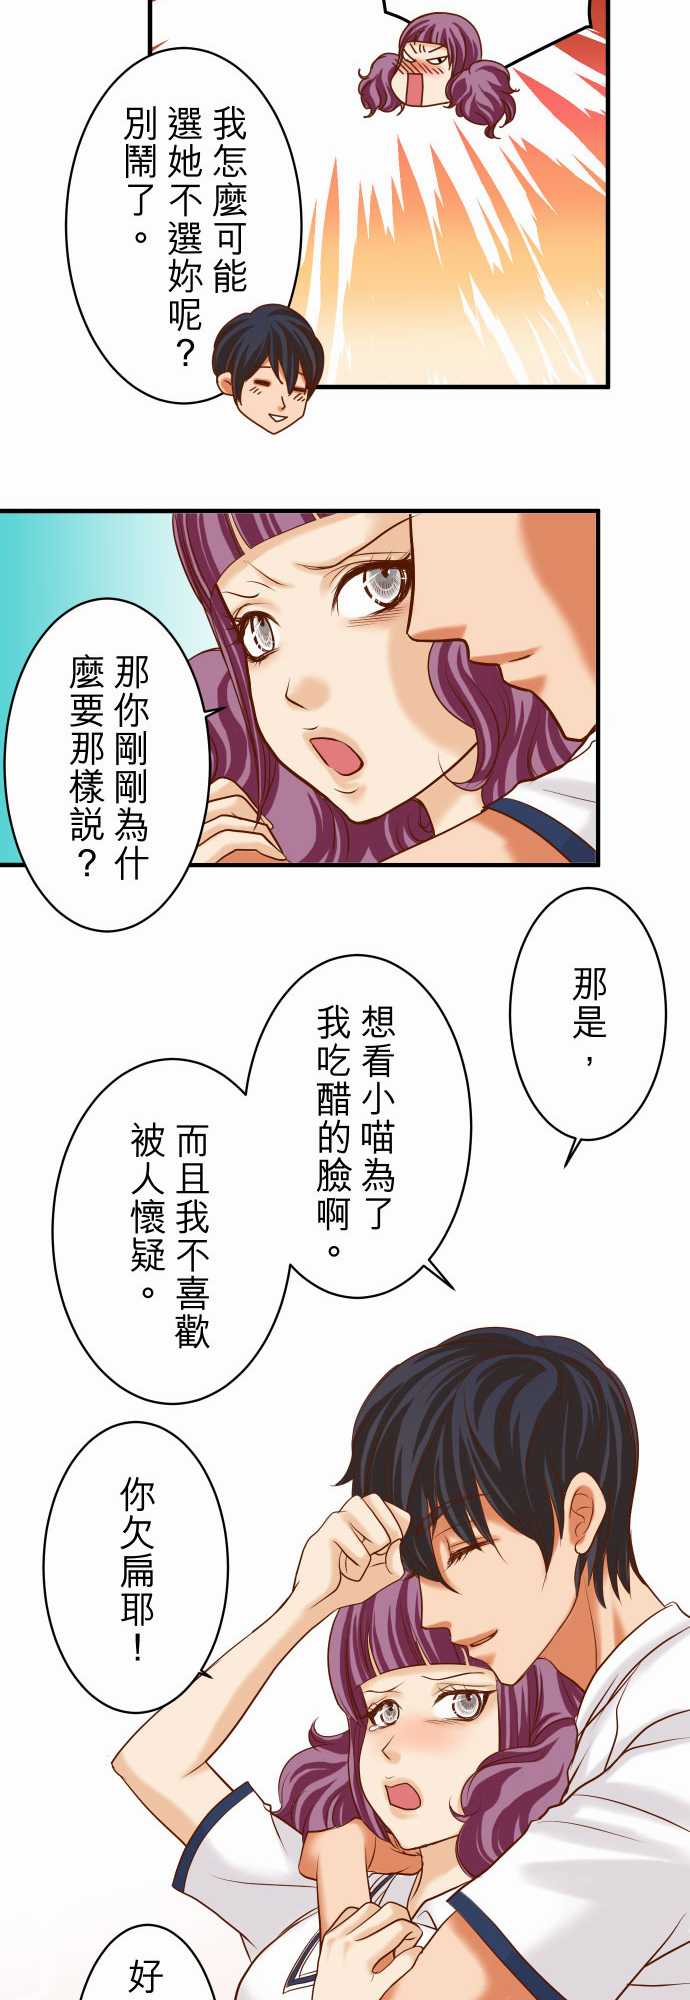 我怎麼可能
選她不選妳呢？
別鬧了。
那你剛剛為什
麼要那樣説？
那是，
想看小喵為了
我吃醋的臉啊。
而且我不喜歡
被人懷疑。
你欠扁耶！
好